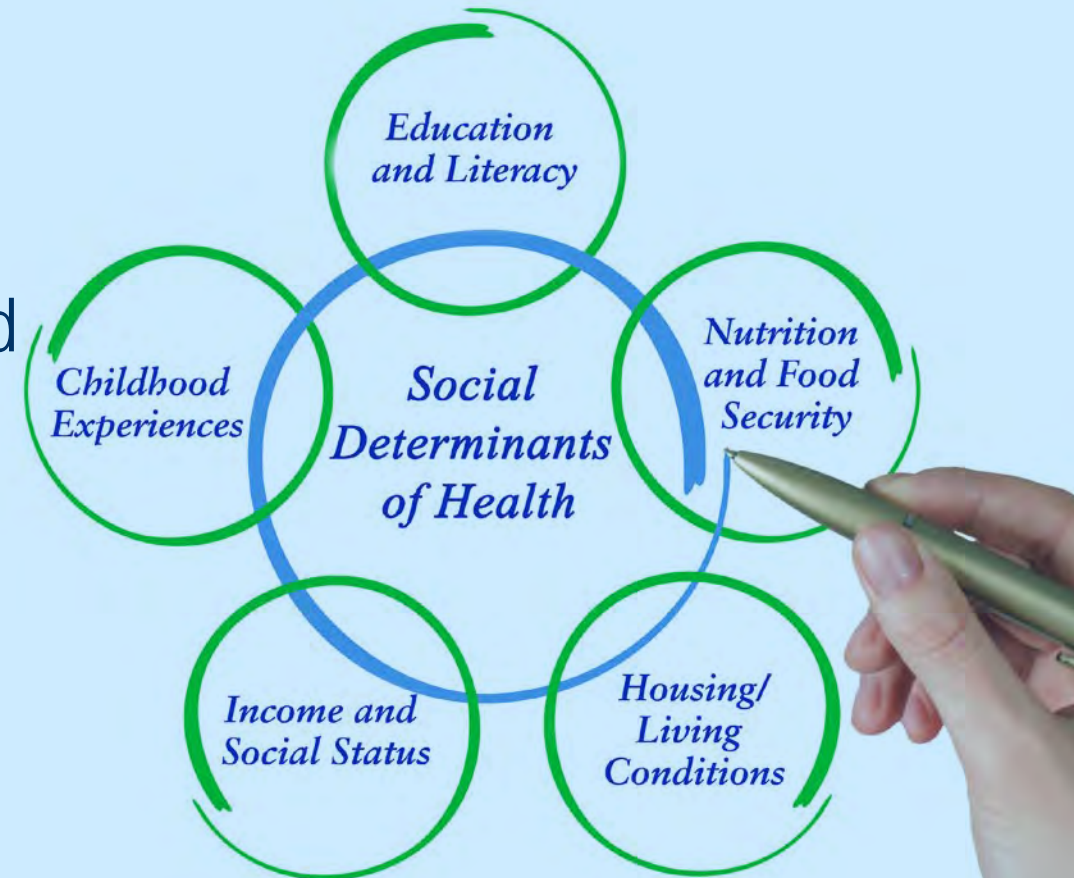 Education
and Literacy
d
Childhood
Experiences
Social
Determinants
of Health
Nutrition
and Food
Security
Income and
Social Status
Housing/
Living
Conditions